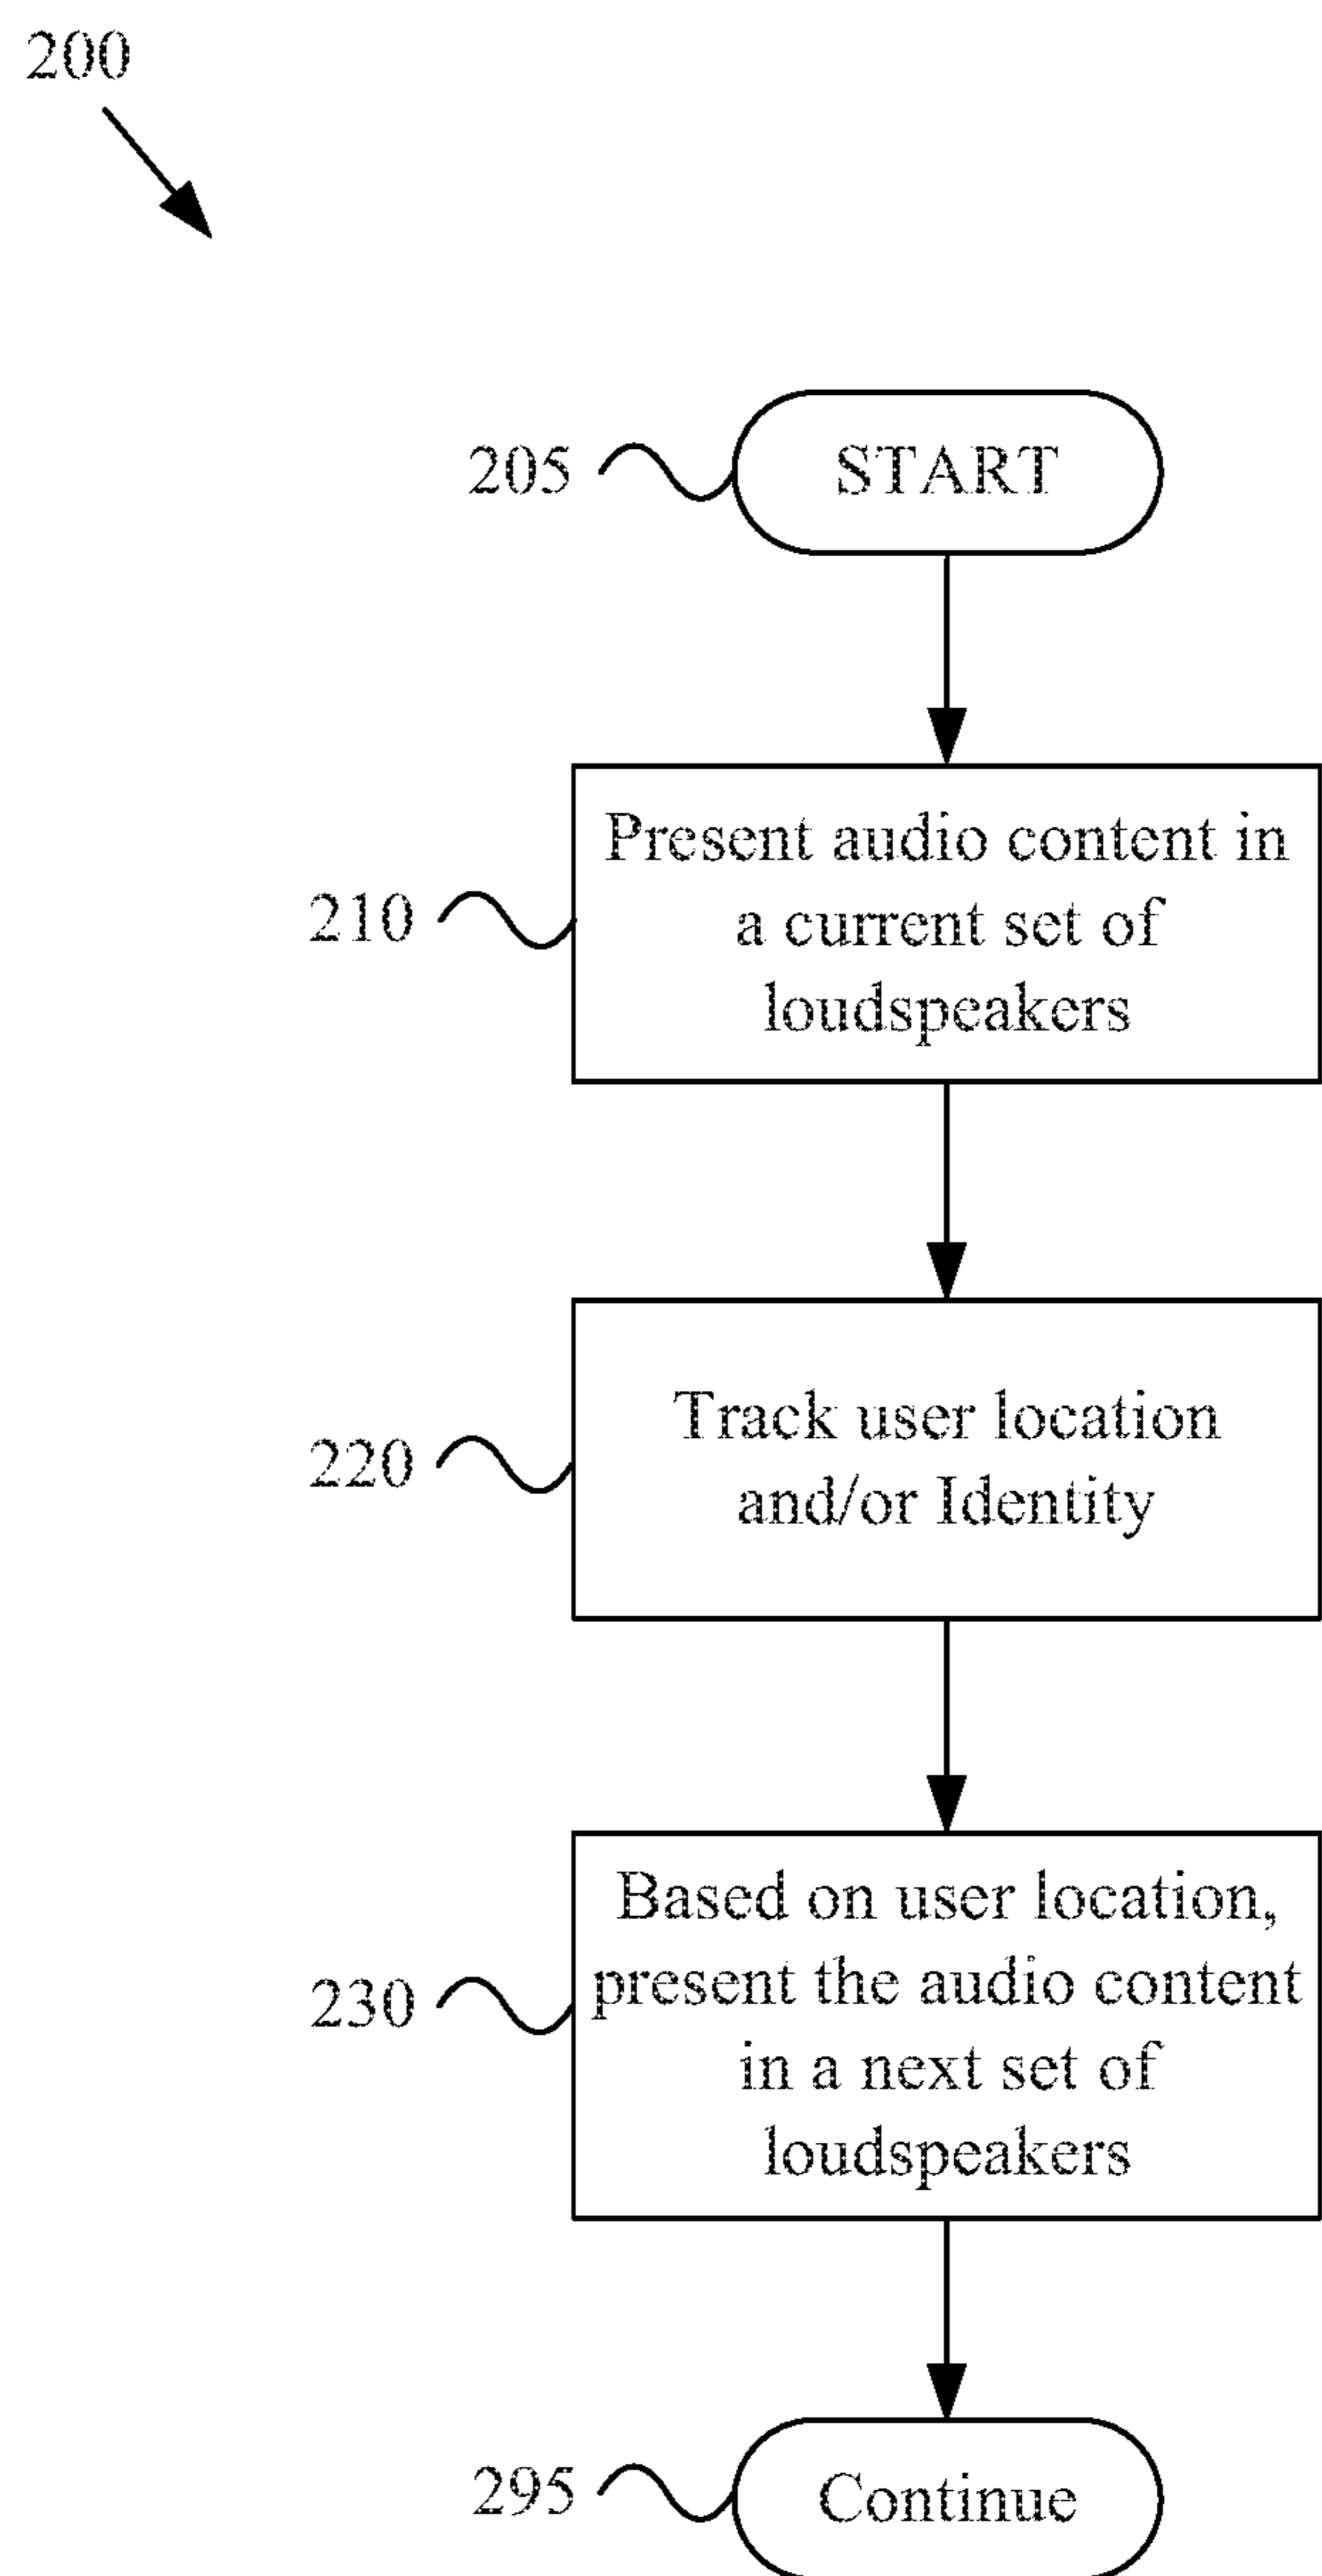 200
205
START
210
Present audio content in
a current set of
loudspeakers
220
Track user location
and/or Identity
230
Based on user location,
present the audio content
in a next set of
loudspeakers
295
Continue